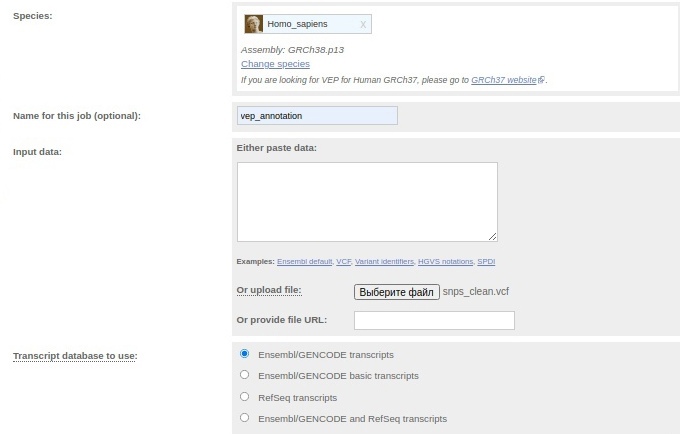 Species:
Homo_sapiens x
Assembly: GRCh38.p13
Change species
If you are looking for VEP for Human GRCh37, please go to GRCh37 website.
Name for this job (optional):
vep_annotation
Input data:
Either paste data:
Examples: Ensembl default, VCF, Variant identifiers, HGVS notations, SPDI
Or upload file:
Выберите файл snps_clean.vcf
Or provide file URL:
Transcript database to use:
Ensembl/GENCODE transcripts
Ensembl/GENCODE basic transcripts
RefSeq transcripts
Ensembl/GENCODE and RefSeq transcripts